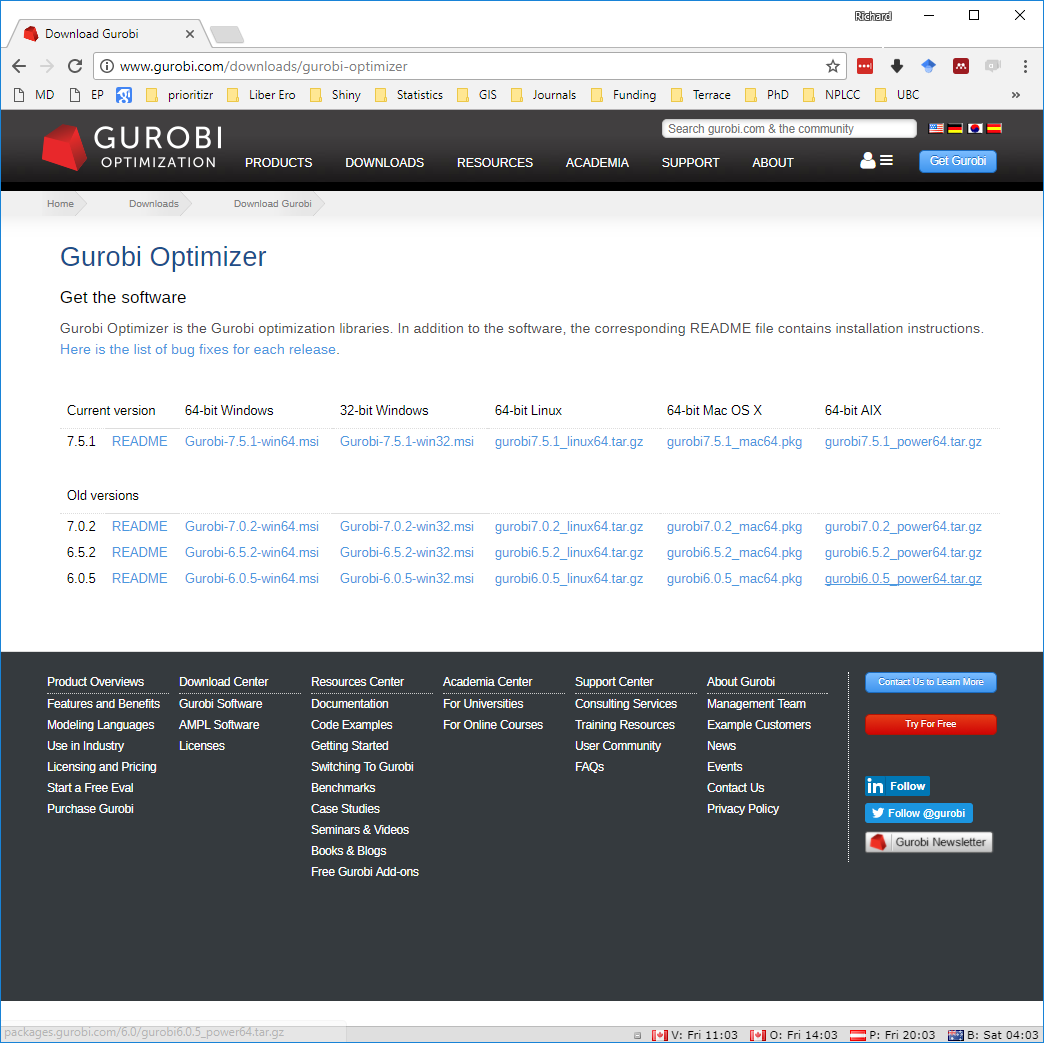 Richard
Download Gurobi
www.gurobi.com/downloads/gurobi-optimizer
MD EP prioritizr Liber Ero Shiny Statistics GIS Journals Funding Terrace PhD NPLCC UBC »
GUROBI
OPTIMIZATION
Search gurobi.com & the community
PRODUCTS DOWNLOADS RESOURCES ACADEMIA SUPPORT ABOUT
Get Gurobi
Home Downloads Download Gurobi
Gurobi Optimizer
Get the software
Gurobi Optimizer is the Gurobi optimization libraries. In addition to the software, the corresponding README file contains installation instructions.
Here is the list of bug fixes for each release.
Current version 64-bit Windows 32-bit Windows 64-bit Linux 64-bit Mac OS X 64-bit AIX
7.5.1 README Gurobi-7.5.1-win64.msi Gurobi-7.5.1-win32.msi gurobi7.5.1_linux64.tar.gz gurobi7.5.1_mac64.pkg gurobi7.5.1_power64.tar.gz
Old versions
7.0.2 README Gurobi-7.0.2-win64.msi Gurobi-7.0.2-win32.msi gurobi7.0.2_linux64.tar.gz gurobi7.0.2_mac64.pkg gurobi7.0.2_power64.tar.gz
6.5.2 README Gurobi-6.5.2-win64.msi Gurobi-6.5.2-win32.msi gurobi6.5.2_linux64.tar.gz gurobi6.5.2_mac64.pkg gurobi6.5.2_power64.tar.gz
6.0.5 README Gurobi-6.0.5-win64.msi Gurobi-6.0.5-win32.msi gurobi6.0.5_linux64.tar.gz gurobi6.0.5_mac64.pkg gurobi6.0.5_power64.tar.gz
Product Overviews
Features and Benefits
Modeling Languages
Use in Industry
Licensing and Pricing
Start a Free Eval
Purchase Gurobi
Download Center
Gurobi Software
AMPL Software
Licenses
Resources Center
Documentation
Code Examples
Getting Started
Switching To Gurobi
Benchmarks
Case Studies
Seminars & Videos
Books & Blogs
Free Gurobi Add-ons
Academia Center
For Universities
For Online Courses
Support Center
Consulting Services
Training Resources
User Community
FAQs
About Gurobi
Management Team
Example Customers
News
Events
Contact Us
Privacy Policy
Contact Us to Learn More
Try For Free
in Follow
Follow @gurobi
Gurobi Newsletter
packages.gurobi.com/6.0/gurobi6.0.5_power64.tar.gz
V: Fri 11:03 O: Fri 14:03 P: Fri 20:03 B: Sat 04:03